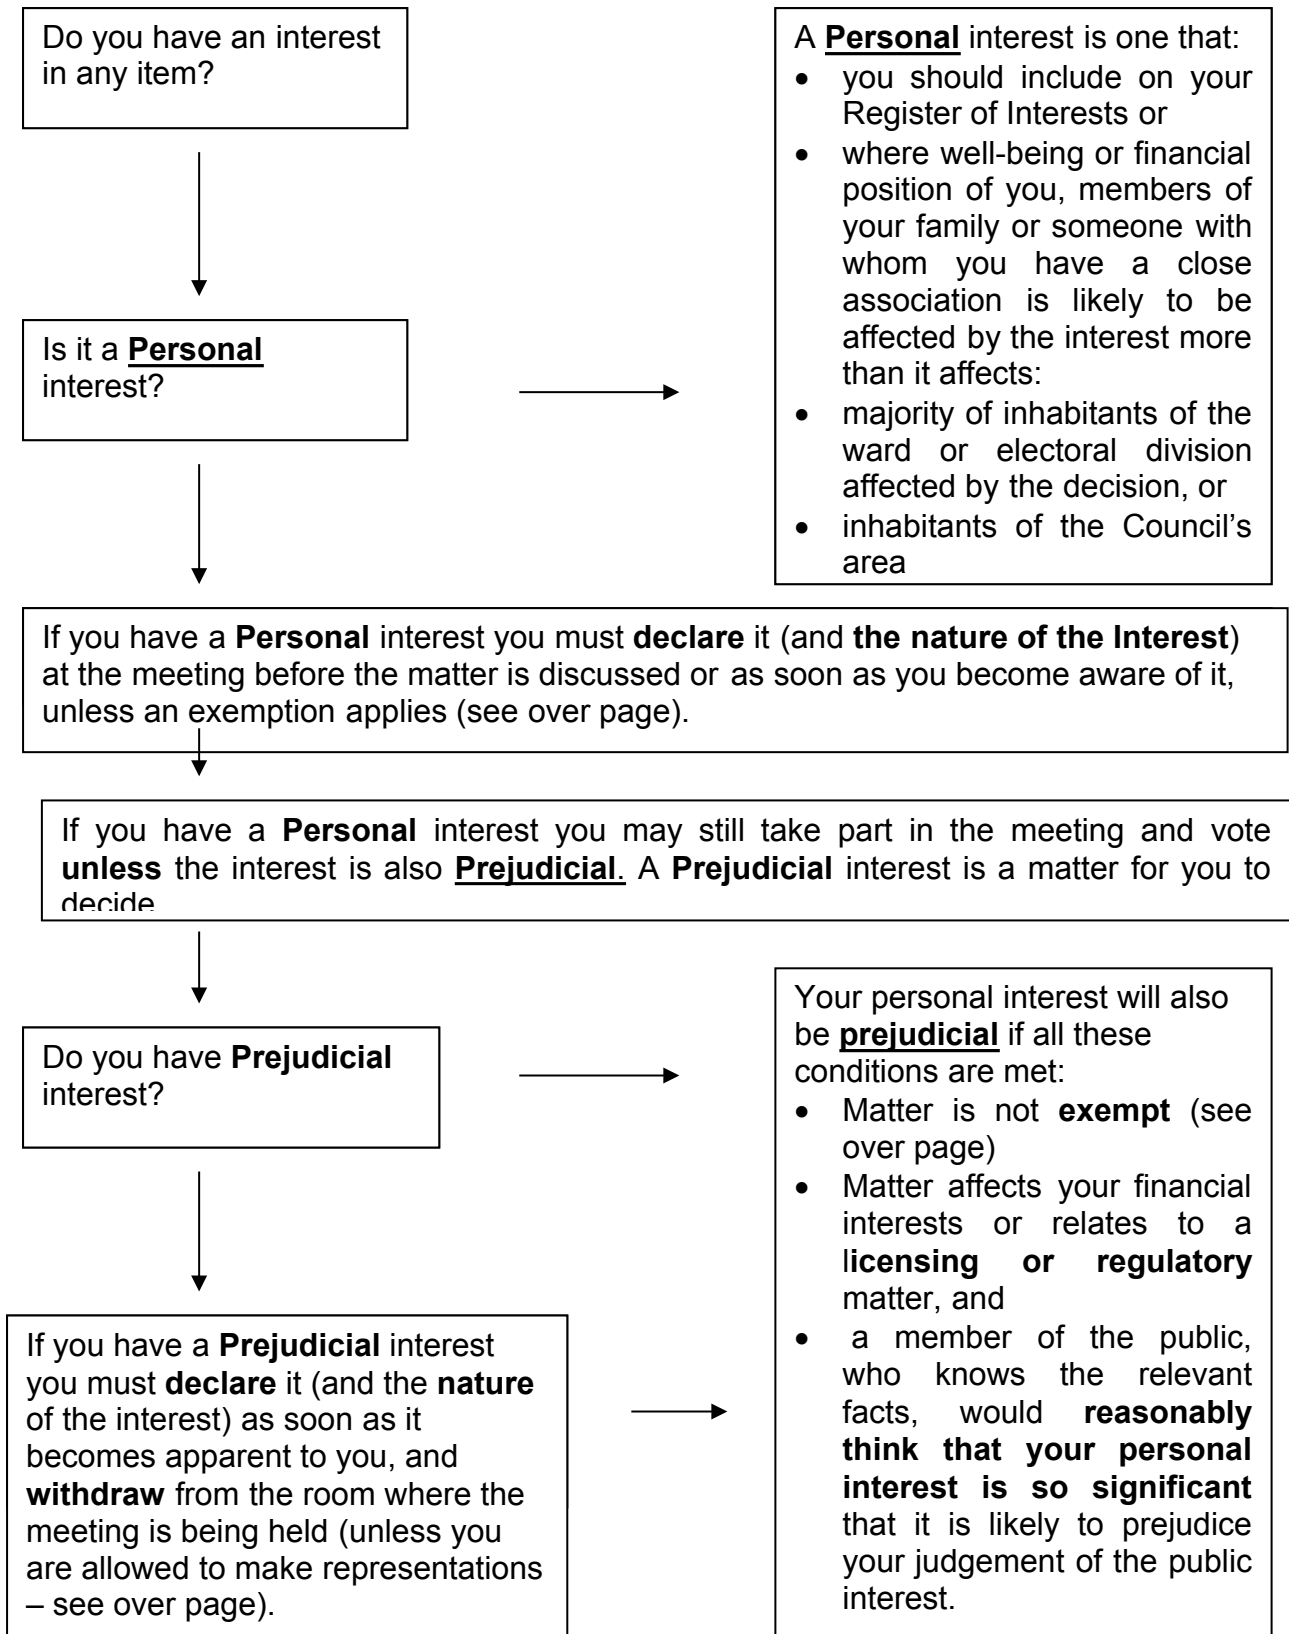 Do you have an interest
in any item?
A Personal interest is one that:
• you should include on your
Register of Interests or
• where well-being or financial
position of you, members of
your family or someone with
whom you have a close
association is likely to be
affected by the interest more
than it affects:
• majority of inhabitants of the
ward or electoral division
affected by the decision, or
• inhabitants of the Council’s
area
Is it a Personal
interest?
If you have a Personal interest you must declare it (and the nature of the Interest)
at the meeting before the matter is discussed or as soon as you become aware of it,
unless an exemption applies (see over page).
If you have a Personal interest you may still take part in the meeting and vote
unless the interest is also Prejudicial. A Prejudicial interest is a matter for you to
decide
Do you have Prejudicial
interest?
Your personal interest will also
be prejudicial if all these
conditions are met:
• Matter is not exempt (see
over page)
• Matter affects your financial
interests or relates to a
licensing or regulatory
matter, and
• a member of the public,
who knows the relevant
facts, would reasonably
think that your personal
interest is so significant
that it is likely to prejudice
your judgement of the public
interest.
If you have a Prejudicial interest
you must declare it (and the nature
of the interest) as soon as it
becomes apparent to you, and
withdraw from the room where the
meeting is being held (unless you
are allowed to make representations
– see over page).